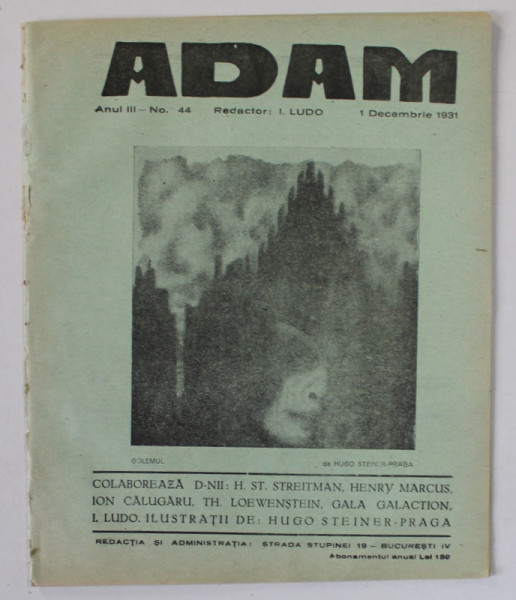 ADAM
Anul III – No. 44 Redactor: I. LUDO 1 Decembrie 1931
GOLEMUL de HUGO STEINER-PRAGA
COLABOREAZĂ D-NII: H. ST. STREITMAN, HENRY MARCUS,
ION CĂLUGĂRU, TH. LOEWENȘTEIN, GALA GALACTION,
I. LUDO. ILUSTRAȚII DE: HUGO STEINER-PRAGA
REDACȚIA ȘI ADMINISTRAȚIA: STRADA STUPINEI 19 – BUCUREȘTI IV
Abonamentul anual Lei 150